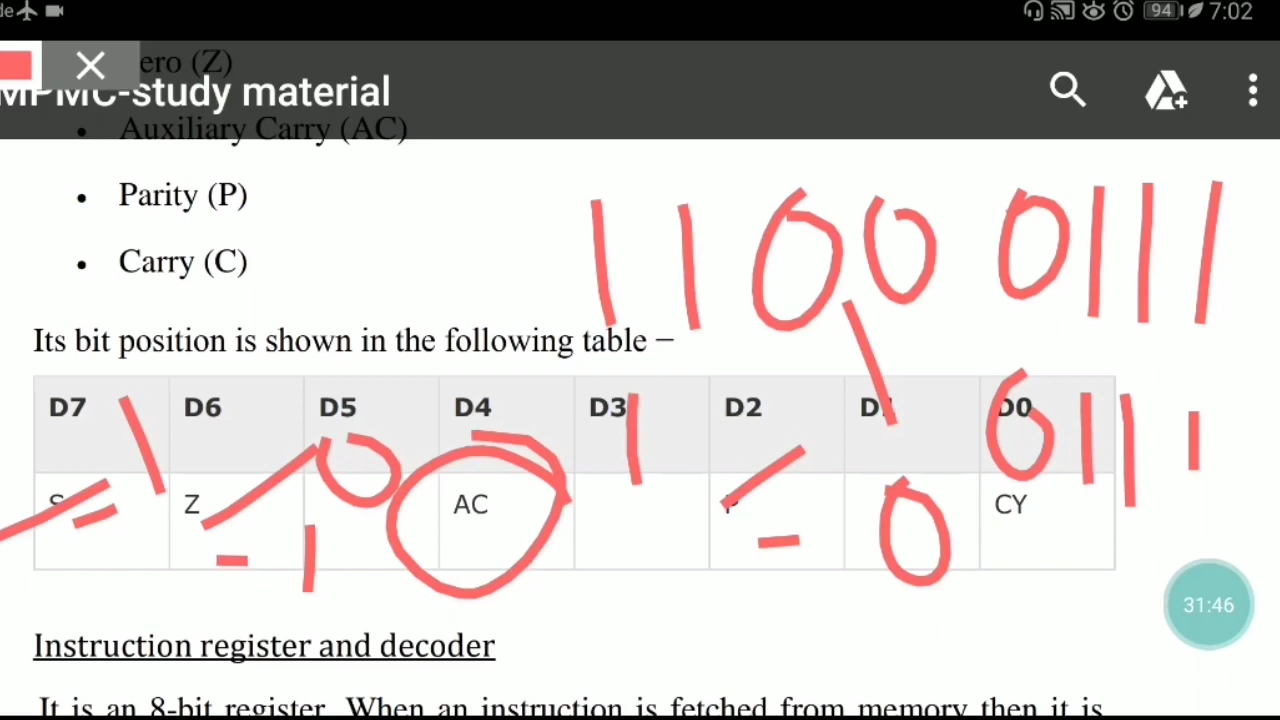 94 7:02
ero (Z)
MPMC-study material
• Auxiliary Carry (AC)
• Parity (P)
• Carry (C)
1100 0111
Its bit position is shown in the following table –
D7 D6 D5 D4 D3 D2 D0
1 0 1 0111
Z AC CY
= - 1 - 0
31:46
Instruction register and decoder
It is an 8-bit register. When an instruction is fetched from memory then it is